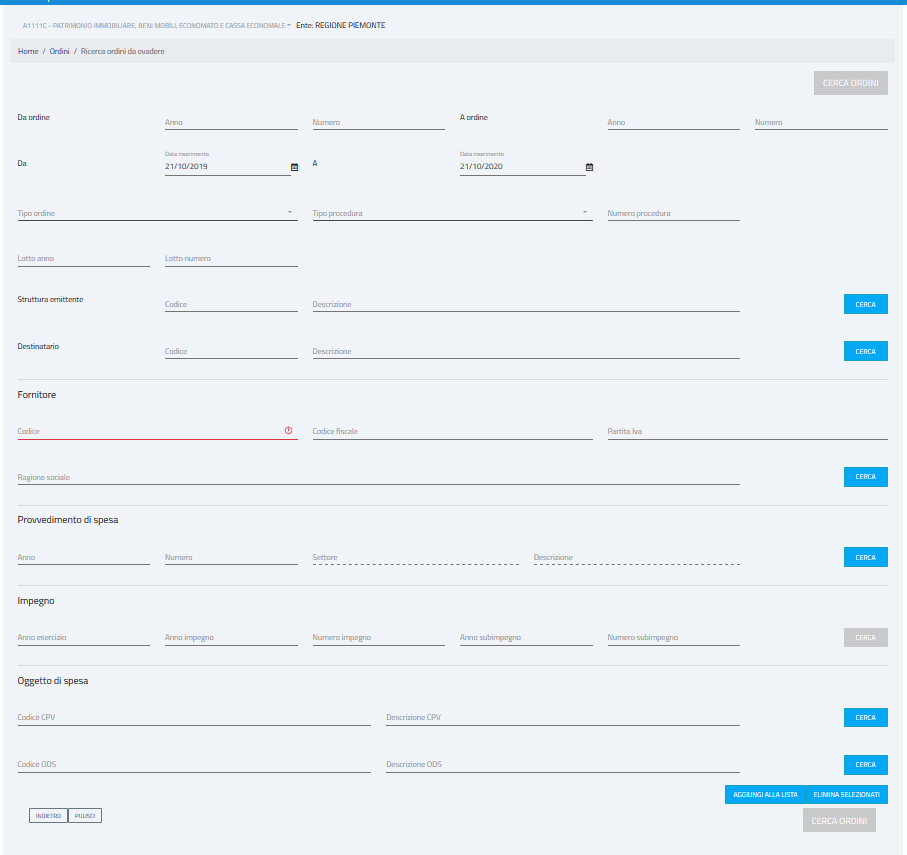 A1111C - PATRIMONIO IMMOBILIARE, BENI MOBILI, ECONOMATO E CASSA ECONOMALE Ente: REGIONE PIEMONTE
Home / Ordini / Ricerca ordini da evadere
CERCA ORDINI
Da ordine Anno Numero A ordine Anno Numero
Da Data inserimento 21/10/2019 A Data inserimento 21/10/2020
Tipo ordine Tipo procedura Numero procedura
Lotto anno Lotto numero
Struttura emittente Codice Descrizione CERCA
Destinatario Codice Descrizione CERCA
Fornitore
Codice Codice fiscale Partita Iva
Ragione sociale CERCA
Provvedimento di spesa
Anno Numero Settore Descrizione CERCA
Impegno
Anno esercizio Anno impegno Numero impegno Anno subimpegno Numero subimpegno CERCA
Oggetto di spesa
Codice CPV Descrizione CPV CERCA
Codice ODS Descrizione ODS CERCA
AGGIUNGI ALLA LISTA ELIMINA SELEZIONATI
INDIETRO PULISCI CERCA ORDINI